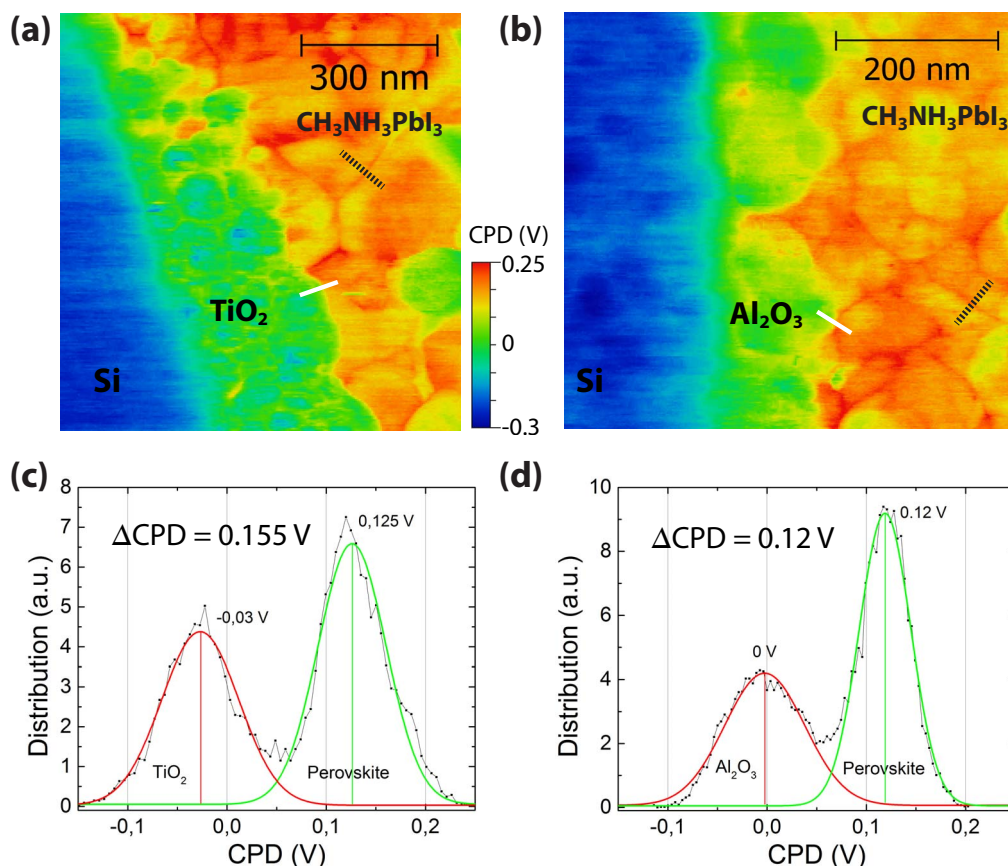 (a)
300 nm
CH₃NH₃PbI₃
TiO₂
Si
CPD (V)
0.25
0
-0.3
(b)
200 nm
CH₃NH₃PbI₃
Al₂O₃
Si
(c)
ΔCPD = 0.155 V
0,125 V
-0,03 V
TiO₂
Perovskite
8
7
6
5
4
3
2
1
0
Distribution (a.u.)
-0,1 0,0 0,1 0,2
CPD (V)
(d)
ΔCPD = 0.12 V
0.12 V
0 V
Al₂O₃
Perovskite
10
8
6
4
2
0
Distribution (a.u.)
-0,1 0,0 0,1 0,2
CPD (V)